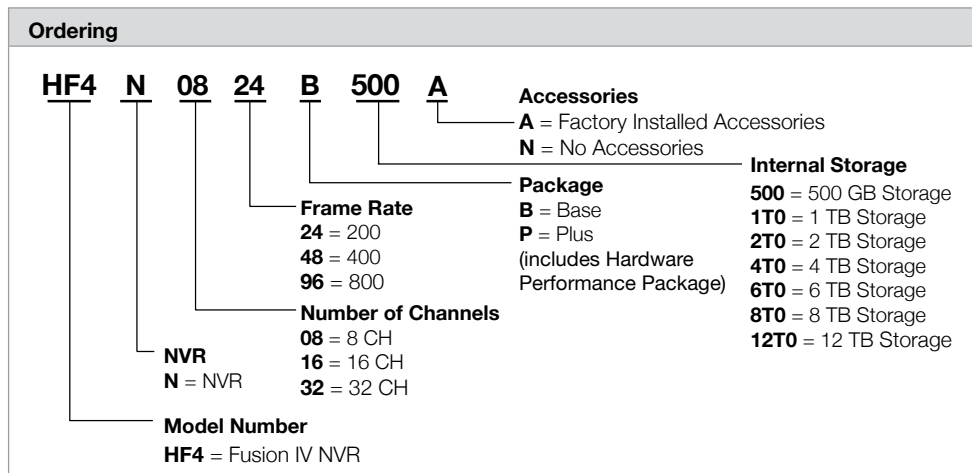 Ordering
HF4 N 08 24 B 500 A
Accessories
A = Factory Installed Accessories
N = No Accessories
Internal Storage
500 = 500 GB Storage
1T0 = 1 TB Storage
2T0 = 2 TB Storage
4T0 = 4 TB Storage
6T0 = 6 TB Storage
8T0 = 8 TB Storage
12T0 = 12 TB Storage
Package
B = Base
P = Plus
(includes Hardware
Performance Package)
Frame Rate
24 = 200
48 = 400
96 = 800
Number of Channels
08 = 8 CH
16 = 16 CH
32 = 32 CH
NVR
N = NVR
Model Number
HF4 = Fusion IV NVR